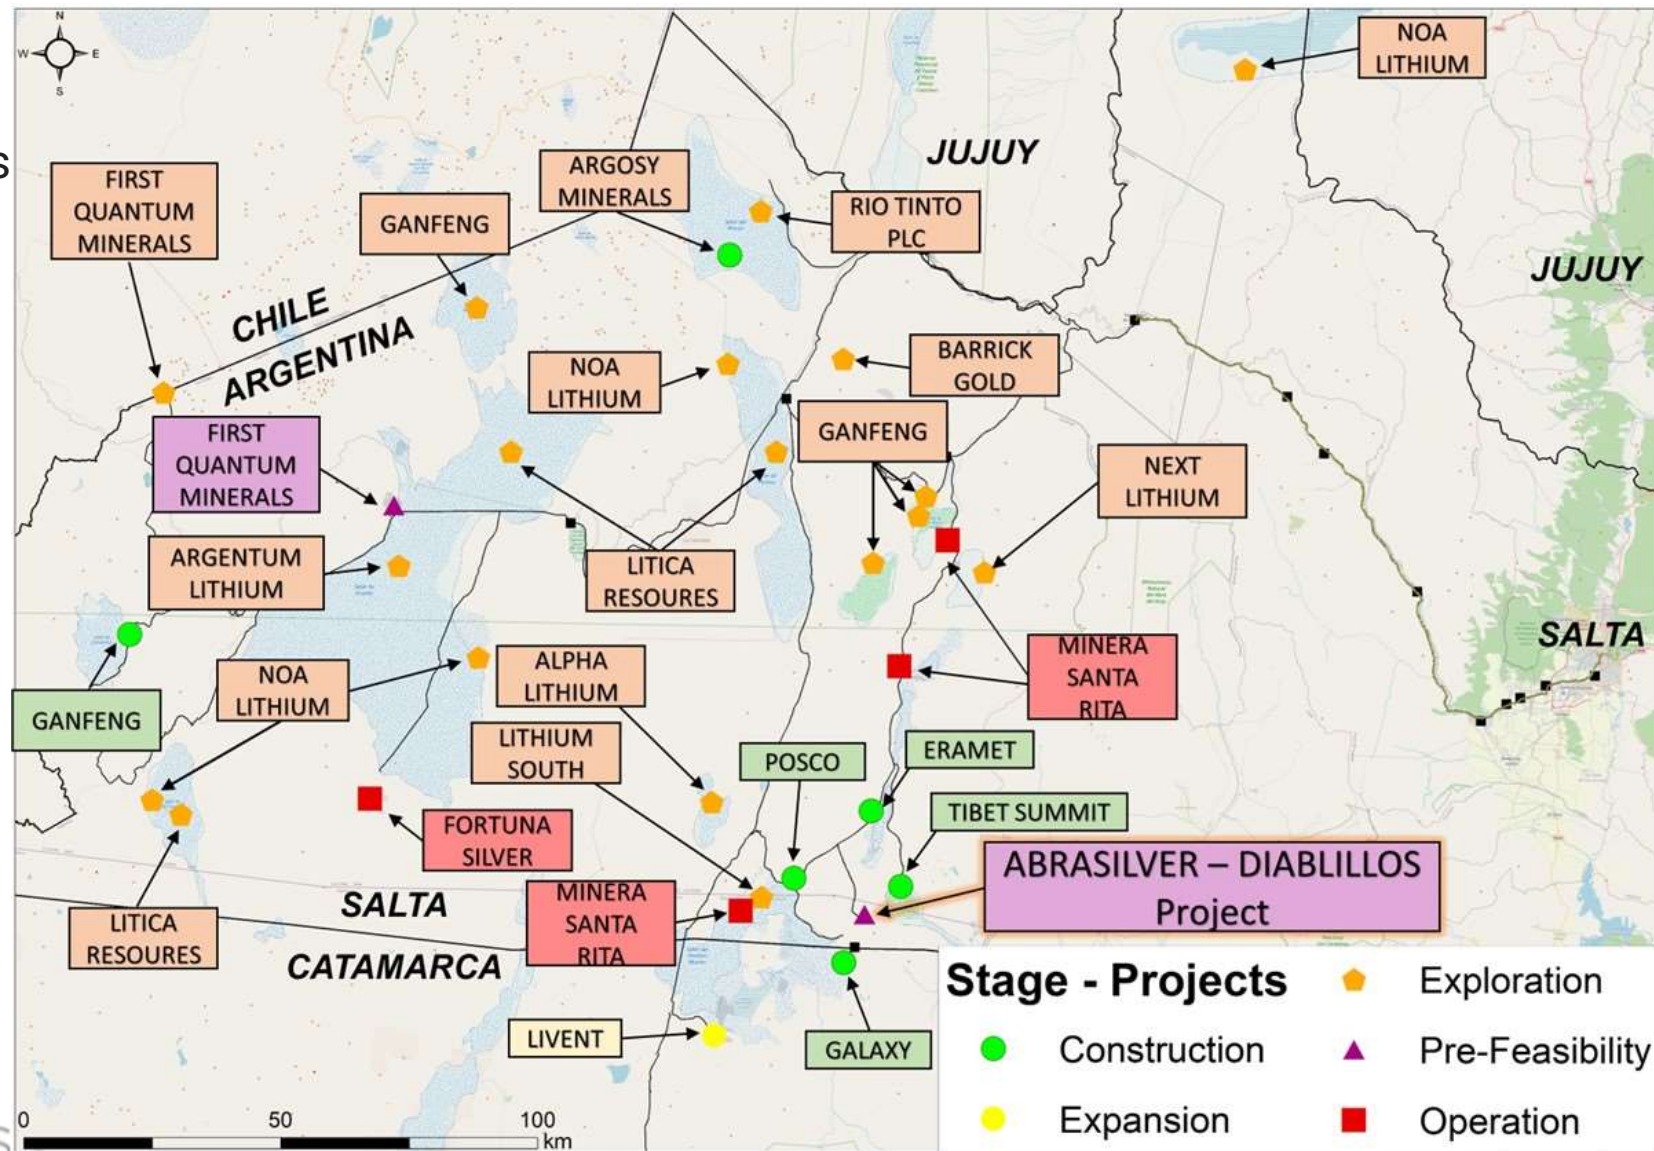 N
W
E
S
NOA
LITHIUM
JUJUY
ARGOSY
MINERALS
FIRST
QUANTUM
MINERALS
GANFENG
RIO TINTO
PLC
JUJUY
CHILE
ARGENTINA
NOA
LITHIUM
BARRICK
GOLD
FIRST
QUANTUM
MINERALS
GANFENG
NEXT
LITHIUM
ARGENTUM
LITHIUM
LITICA
RESOURES
SALTA
MINERA
SANTA
RITA
NOA
LITHIUM
ALPHA
LITHIUM
GANFENG
LITHIUM
SOUTH
POSCO
ERAMET
TIBET SUMMIT
FORTUNA
SILVER
ABRASILVER – DIABLILLOS
Project
MINERA
SANTA
RITA
SALTA
LITICA
RESOURES
CATAMARCA
LIVENT
GALAXY
Stage - Projects
Exploration
Construction
Pre-Feasibility
Expansion
Operation
0 50 100
km